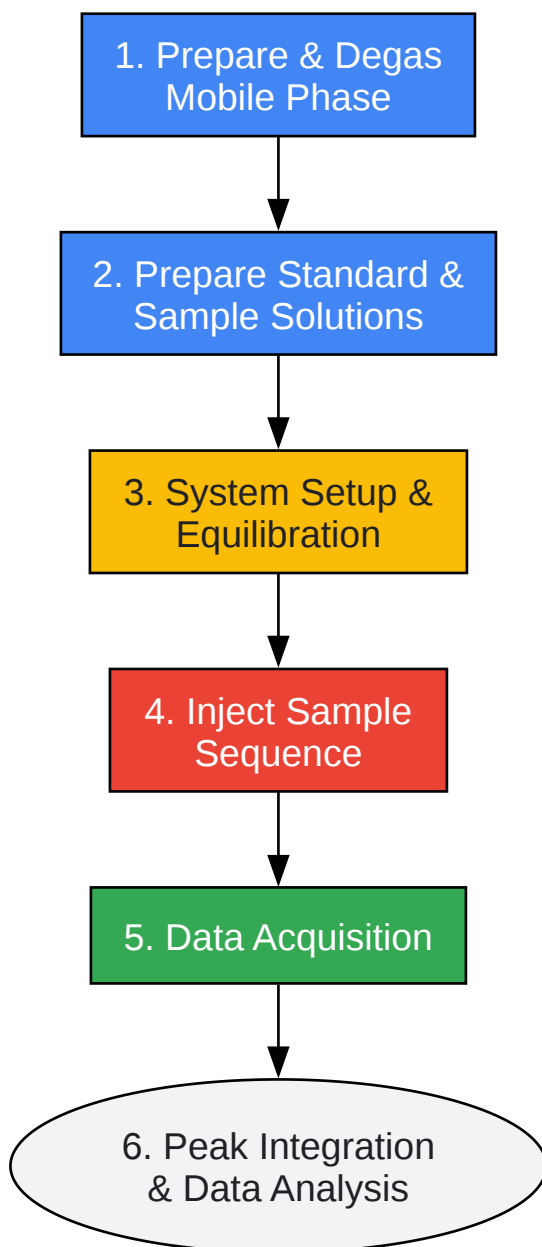 1. Prepare & Degas
Mobile Phase
2. Prepare Standard &
Sample Solutions
3. System Setup &
Equilibration
4. Inject Sample
Sequence
5. Data Acquisition
6. Peak Integration
& Data Analysis